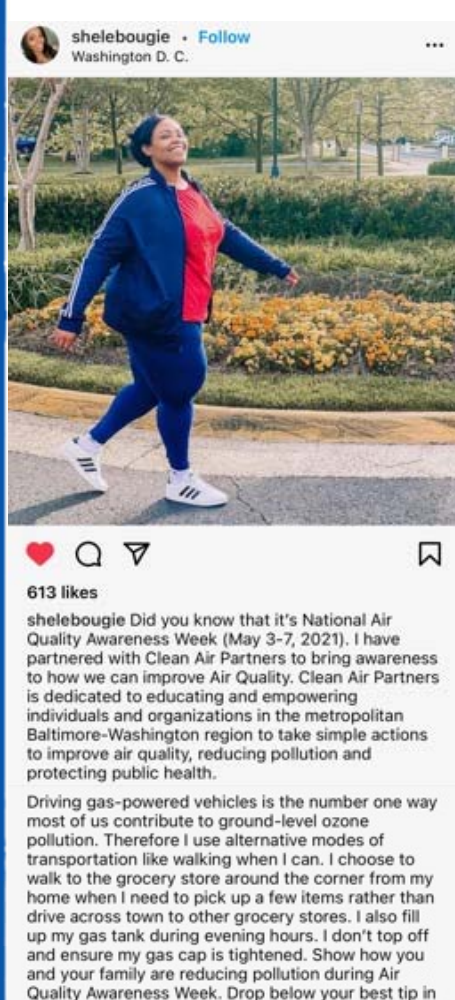 shelebougie • Follow
Washington D. C.
613 likes
shelebougie Did you know that it's National Air
Quality Awareness Week (May 3-7, 2021). I have
partnered with Clean Air Partners to bring awareness
to how we can improve Air Quality. Clean Air Partners
is dedicated to educating and empowering
individuals and organizations in the metropolitan
Baltimore-Washington region to take simple actions
to improve air quality, reducing pollution and
protecting public health.
Driving gas-powered vehicles is the number one way
most of us contribute to ground-level ozone
pollution. Therefore I use alternative modes of
transportation like walking when I can. I choose to
walk to the grocery store around the corner from my
home when I need to pick up a few items rather than
drive across town to other grocery stores. I also fill
up my gas tank during evening hours. I don't top off
and ensure my gas cap is tightened. Show how you
and your family are reducing pollution during Air
Quality Awareness Week. Drop below your best tip in